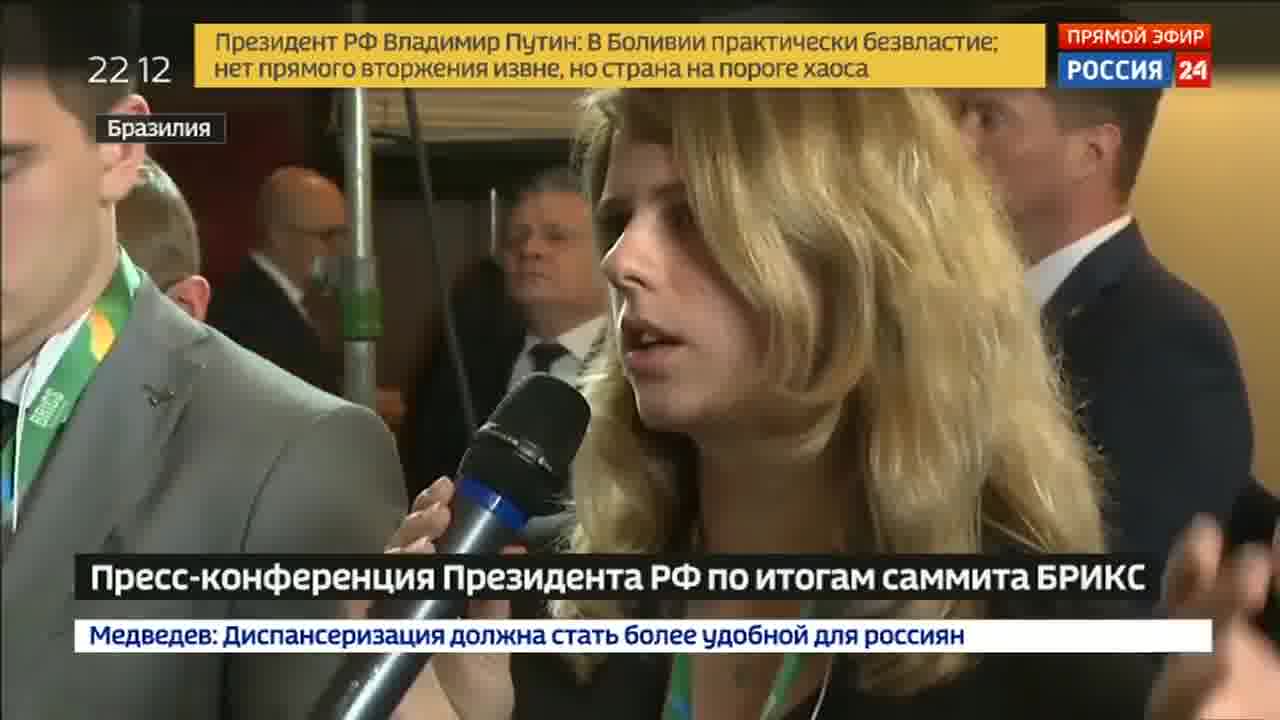 22 12
Президент РФ Владимир Путин: В Боливии практически безвластие;
нет прямого вторжения извне, но страна на пороге хаоса
ПРЯМОЙ ЭФИР
РОССИЯ 24
Бразилия
BRICS
Пресс-конференция Президента РФ по итогам саммита БРИКС
Медведев: Диспансеризация должна стать более удобной для россиян